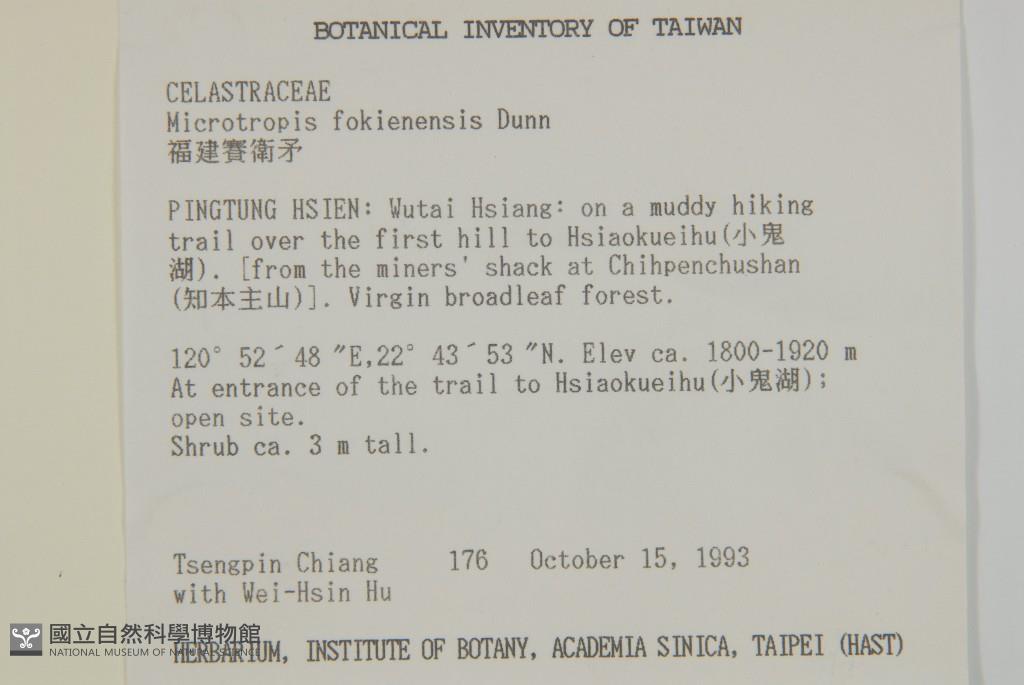 BOTANICAL INVENTORY OF TAIWAN
CELASTRACEAE
Microtropis fokienensis Dunn
福建賽衛矛
PINGTUNG HSIEN: Wutai Hsiang: on a muddy hiking
trail over the first hill to Hsiaokueihu(小鬼
湖). [from the miners' shack at Chihpenchushan
(知本主山)]. Virgin broadleaf forest.
120° 52´48 ″E,22° 43´53 ″N. Elev ca. 1800-1920 m
At entrance of the trail to Hsiaokueihu(小鬼湖);
open site.
Shrub ca. 3 m tall.
Tsengpin Chiang 176 October 15, 1993
with Wei-Hsin Hu
HERBARIUM, INSTITUTE OF BOTANY, ACADEMIA SINICA, TAIPEI (HAST)
國立自然科學博物館
NATIONAL MUSEUM OF NATURAL SCIENCE